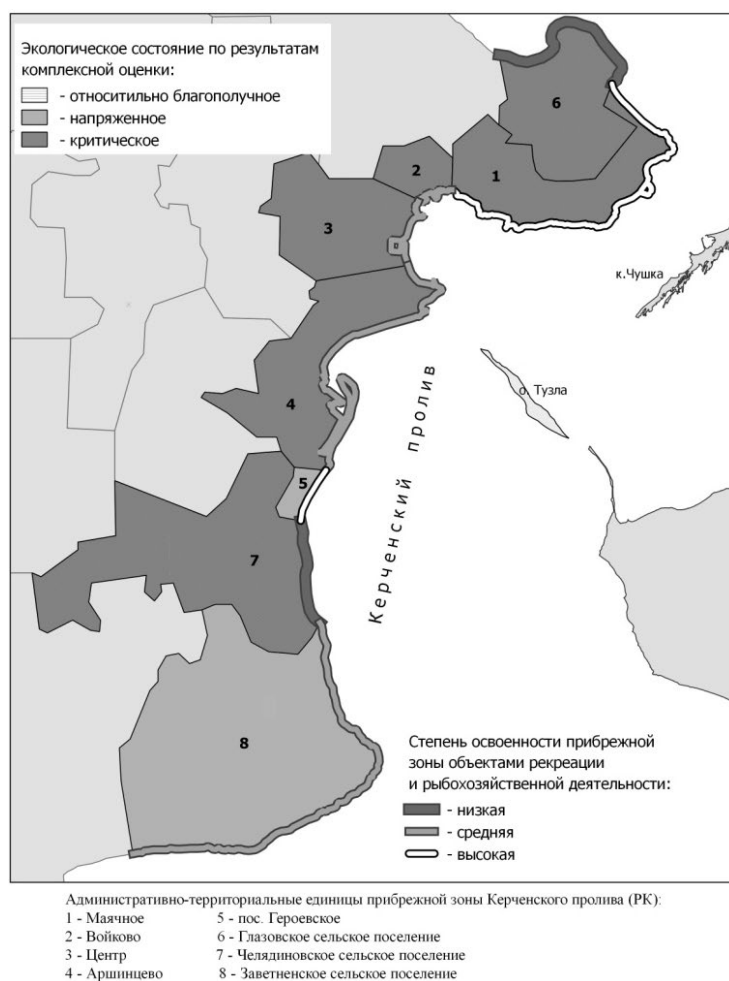 Экологическое состояние по результатам
комплексной оценки:
- относитильно благополучное
- напряженное
- критическое
6
1
2
3
к.Чушка
о. Тузла
4
5
Керченский пролив
7
8
Степень освоенности прибрежной
зоны объектами рекреации
и рыбохозяйственной деятельности:
- низкая
- средняя
- высокая
Административно-территориальные единицы прибрежной зоны Керченского пролива (РК):
1 - Маячное 5 - пос. Героевское
2 - Войково 6 - Глазовское сельское поселение
3 - Центр 7 - Челядиновское сельское поселение
4 - Аршинцево 8 - Заветненское сельское поселение